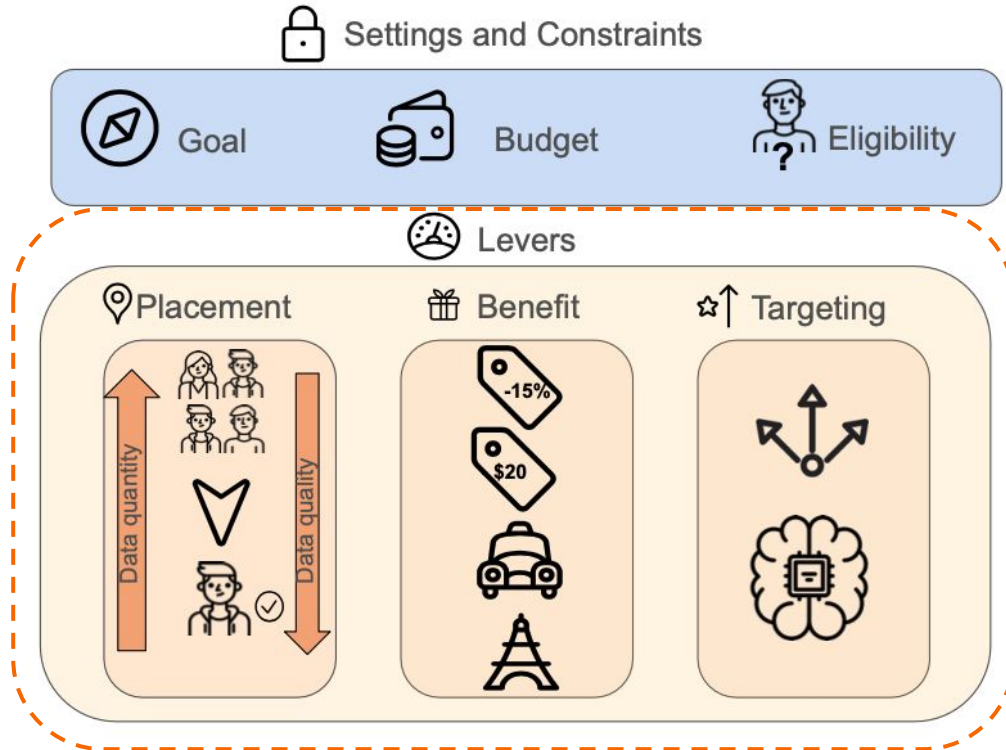 Settings and Constraints
Goal
Budget
?
Eligibility
Levers
Placement
Benefit
Targeting
Data quantity
Data quality
-15%
$20